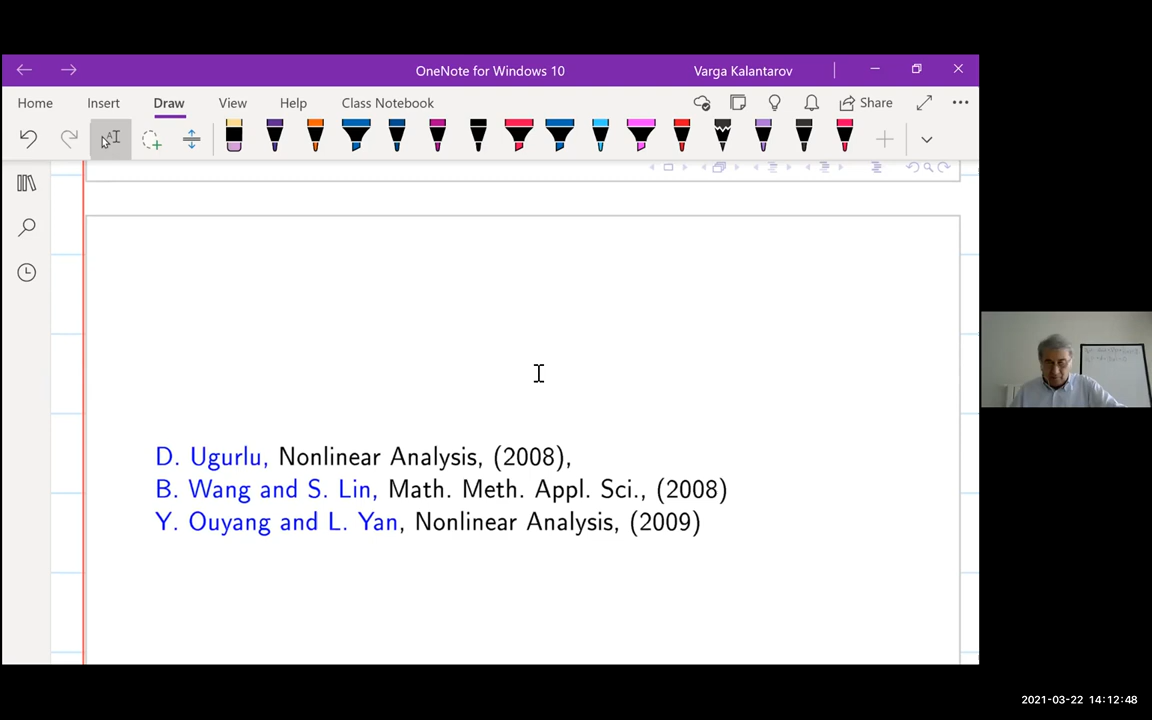 OneNote for Windows 10
Varga Kalantarov
Home Insert Draw View Help Class Notebook Share
D. Ugurlu, Nonlinear Analysis, (2008),
B. Wang and S. Lin, Math. Meth. Appl. Sci., (2008)
Y. Ouyang and L. Yan, Nonlinear Analysis, (2009)
2021-03-22 14:12:48